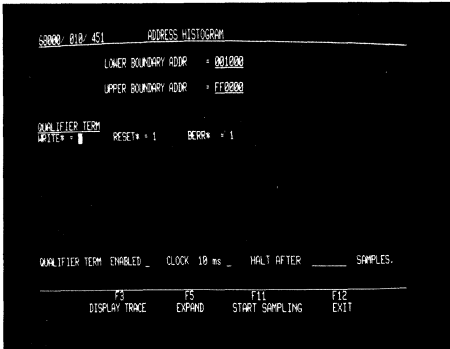 68000/ 010/ 451 ADDRESS HISTOGRAM
LOWER BOUNDARY ADDR = 001000
UPPER BOUNDARY ADDR = FF0000
QUALIFIER TERM
WRITE* = RESET* = 1 BERR* = 1
QUALIFIER TERM ENABLED _ CLOCK 10 ms _ HALT AFTER ______ SAMPLES.
F3 F5 F11 F12
DISPLAY TRACE EXPAND START SAMPLING EXIT